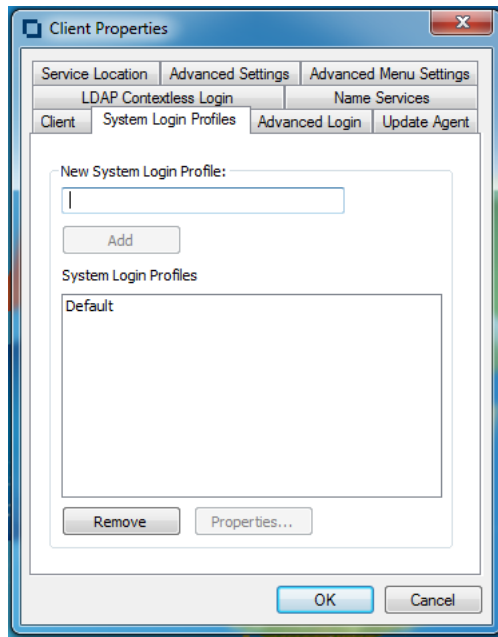 Client Properties
Service Location Advanced Settings Advanced Menu Settings
LDAP Contextless Login Name Services
Client System Login Profiles Advanced Login Update Agent
New System Login Profile:
Add
System Login Profiles
Default
Remove Properties...
OK Cancel